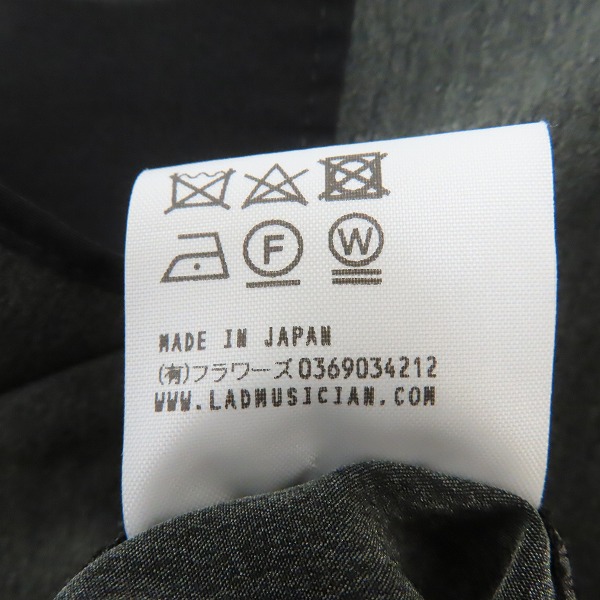 F W
MADE IN JAPAN
(有)フラワーズ0369034212
WWW.LADMUSICIAN.COM